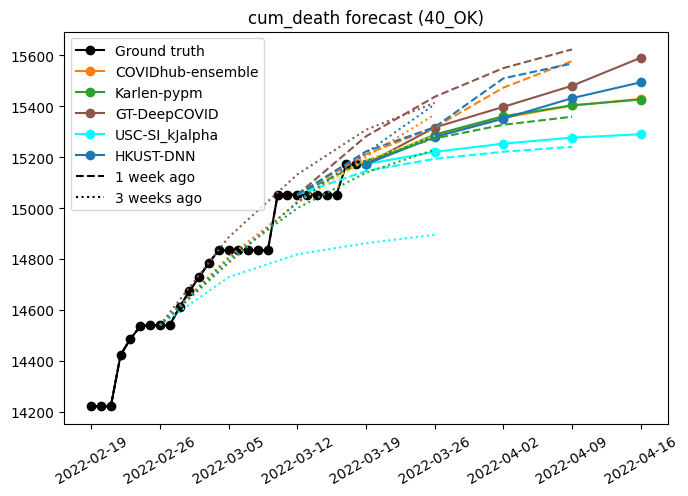 cum_death forecast (40_OK)
Ground truth
COVIDhub-ensemble
Karlen-pypm
GT-DeepCOVID
USC-SI_kJalpha
HKUST-DNN
1 week ago
3 weeks ago
15600
15400
15200
15000
14800
14600
14400
14200
2022-02-19
2022-02-26
2022-03-05
2022-03-12
2022-03-19
2022-03-26
2022-04-02
2022-04-09
2022-04-16